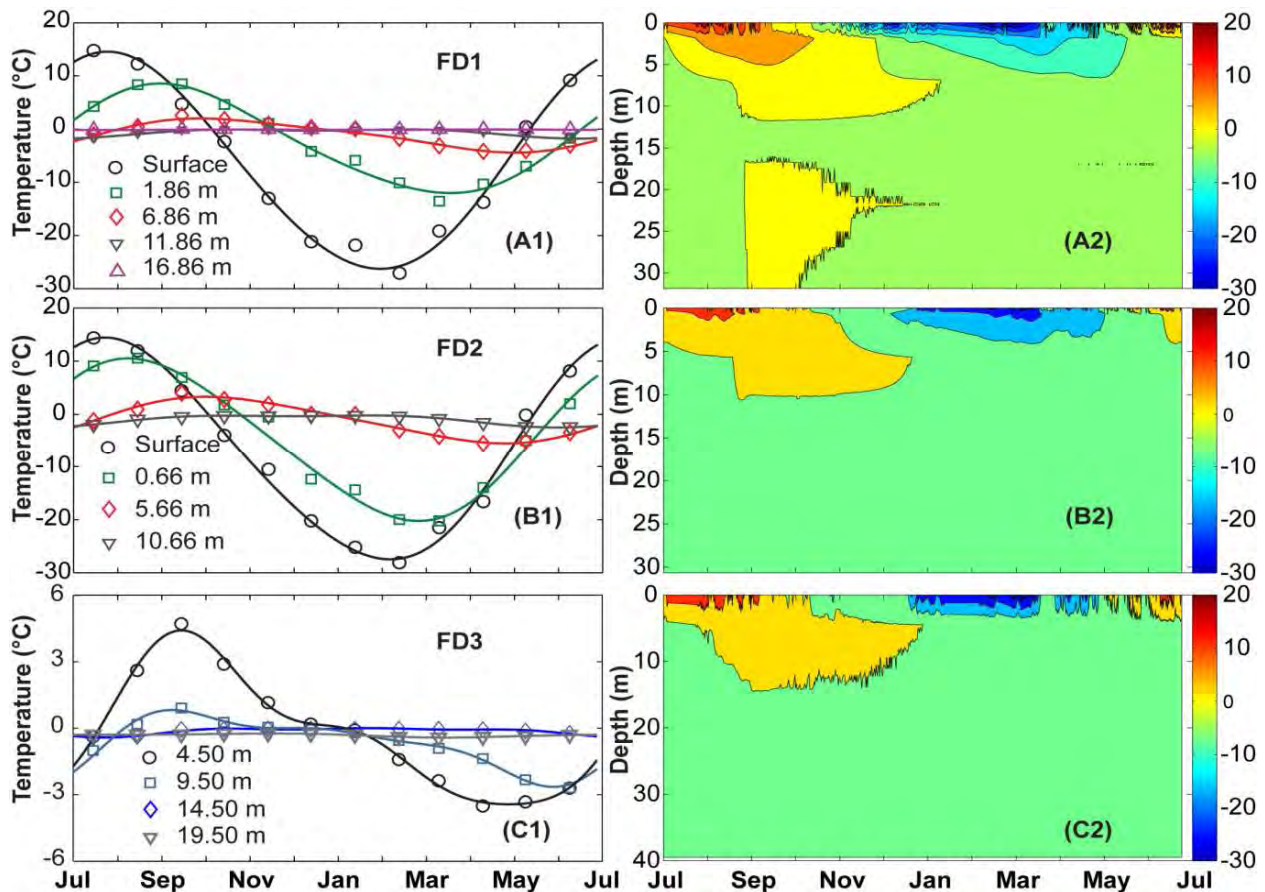 20
10
0
-10
-20
-30
Temperature (°C)
FD1
Surface
1.86 m
6.86 m
11.86 m
16.86 m
(A1)
0
5
10
15
20
25
30
Depth (m)
(A2)
20
10
0
-10
-20
-30
20
10
0
-10
-20
-30
Temperature (°C)
FD2
Surface
0.66 m
5.66 m
10.66 m
(B1)
0
5
10
15
20
25
30
Depth (m)
(B2)
20
10
0
-10
-20
-30
6
3
0
-3
-6
Temperature (°C)
FD3
4.50 m
9.50 m
14.50 m
19.50 m
(C1)
Jul Sep Nov Jan Mar May Jul
0
10
20
30
40
Depth (m)
(C2)
Jul Sep Nov Jan Mar May Jul
20
10
0
-10
-20
-30